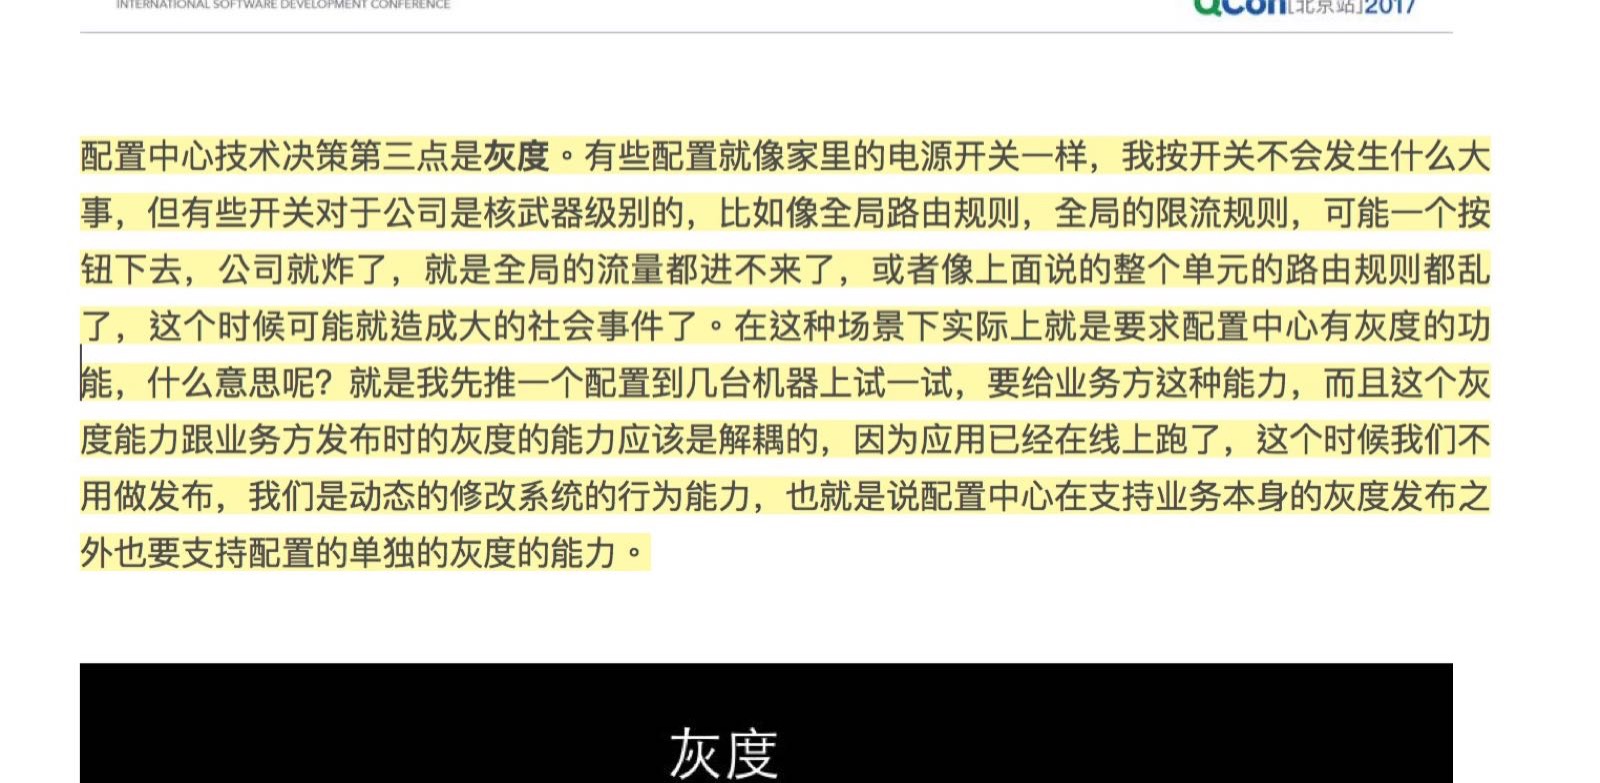 INTERNATIONAL SOFTWARE DEVELOPMENT CONFERENCE
QCon[北京站]2017
配置中心技术决策第三点是灰度。有些配置就像家里的电源开关一样，我按开关不会发生什么大
事，但有些开关对于公司是核武器级别的，比如像全局路由规则，全局的限流规则，可能一个按
钮下去，公司就炸了，就是全局的流量都进不来了，或者像上面说的整个单元的路由规则都乱
了，这个时候可能就造成大的社会事件了。在这种场景下实际上就是要求配置中心有灰度的功
能，什么意思呢？就是我先推一个配置到几台机器上试一试，要给业务方这种能力，而且这个灰
度能力跟业务方发布时的灰度的能力应该是解耦的，因为应用已经在线上跑了，这个时候我们不
用做发布，我们是动态的修改系统的行为能力，也就是说配置中心在支持业务本身的灰度发布之
外也要支持配置的单独的灰度的能力。
灰度